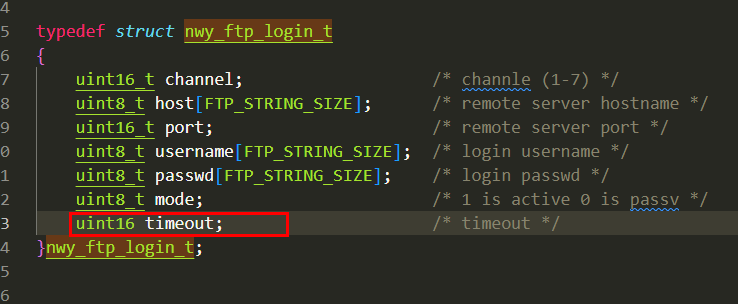 4
5 typedef struct nwy_ftp_login_t
6 {
7 uint16_t channel; /* channle (1-7) */
8 uint8_t host[FTP_STRING_SIZE]; /* remote server hostname */
9 uint16_t port; /* remote server port */
0 uint8_t username[FTP_STRING_SIZE]; /* login username */
1 uint8_t passwd[FTP_STRING_SIZE]; /* login passwd */
2 uint8_t mode; /* 1 is active 0 is passv */
3 uint16 timeout; /* timeout */
4 }nwy_ftp_login_t;
5
6